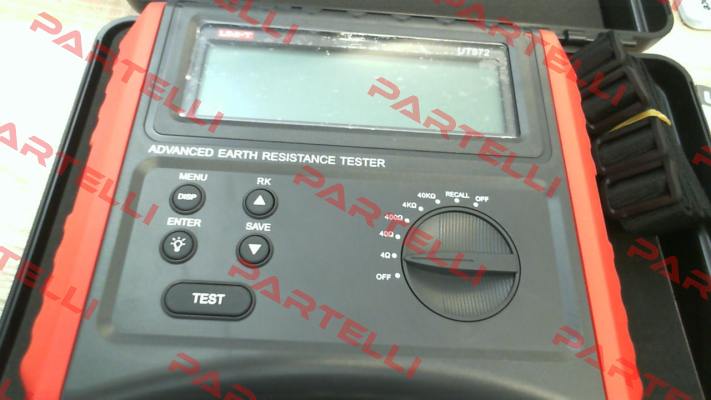 UNI-T
UT572
ADVANCED EARTH RESISTANCE TESTER
MENU
RK
DISP
ENTER
SAVE
TEST
OFF
4Ω
40Ω
400Ω
4KΩ
40KΩ
RECALL
OFF
PARTELLI
PARTELLI
PARTELLI
PARTELLI
PARTELLI
PARTELLI